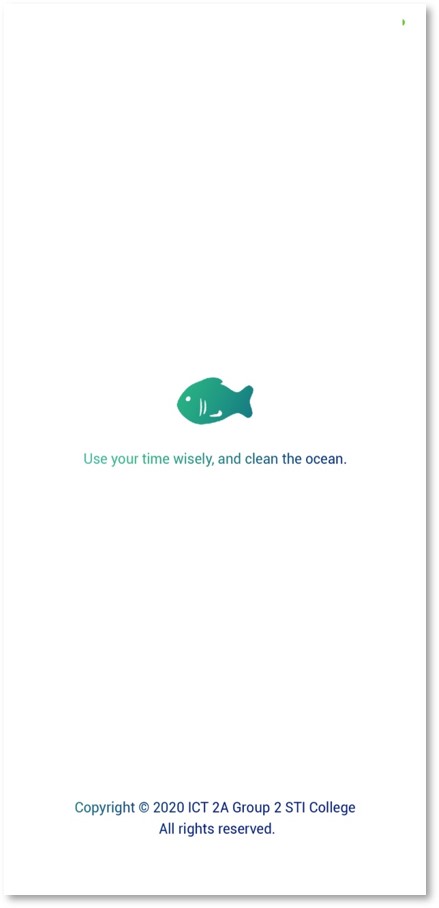 Use your time wisely, and clean the ocean.
Copyright © 2020 ICT 2A Group 2 STI College
All rights reserved.